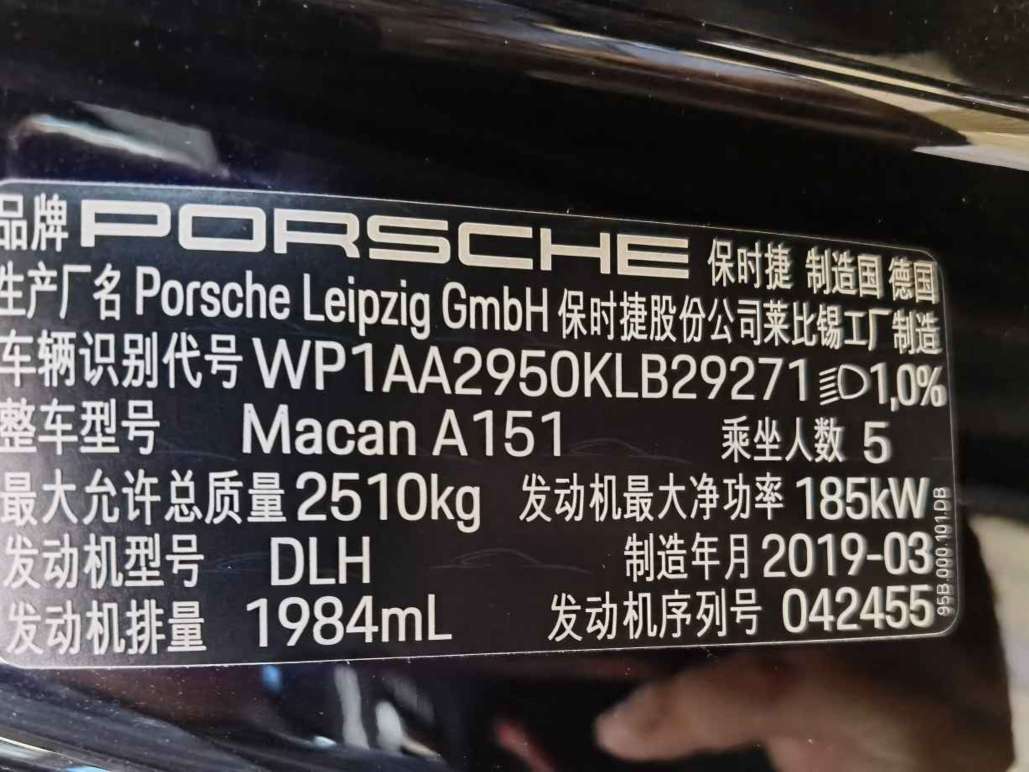 品牌 PORSCHE 保时捷 制造国 德国
生产厂名 Porsche Leipzig GmbH 保时捷股份公司莱比锡工厂制造
车辆识别代号 WP1AA2950KLB29271 1,0%
整车型号 Macan A151 乘坐人数 5
最大允许总质量 2510kg 发动机最大净功率 185kW
发动机型号 DLH 制造年月 2019-03
发动机排量 1984mL 发动机序列号 042455
95B.000.101.DB